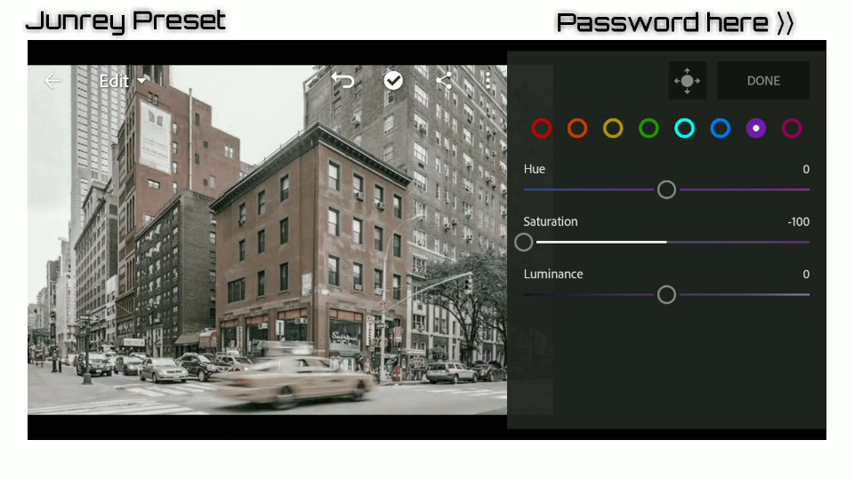 Junrey Preset
Password here ⟩⟩
Edit
DONE
Hue 0
Saturation -100
Luminance 0